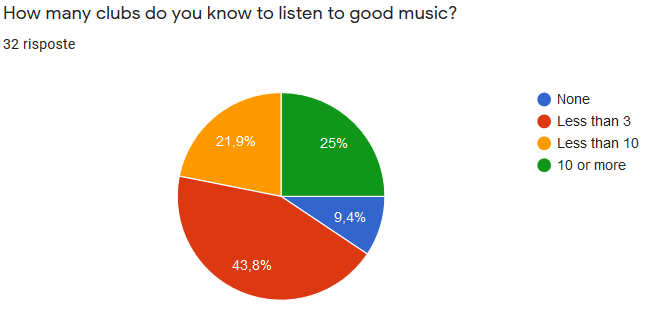 How many clubs do you know to listen to good music?
32 risposte
21,9%
25%
9,4%
43,8%
None
Less than 3
Less than 10
10 or more